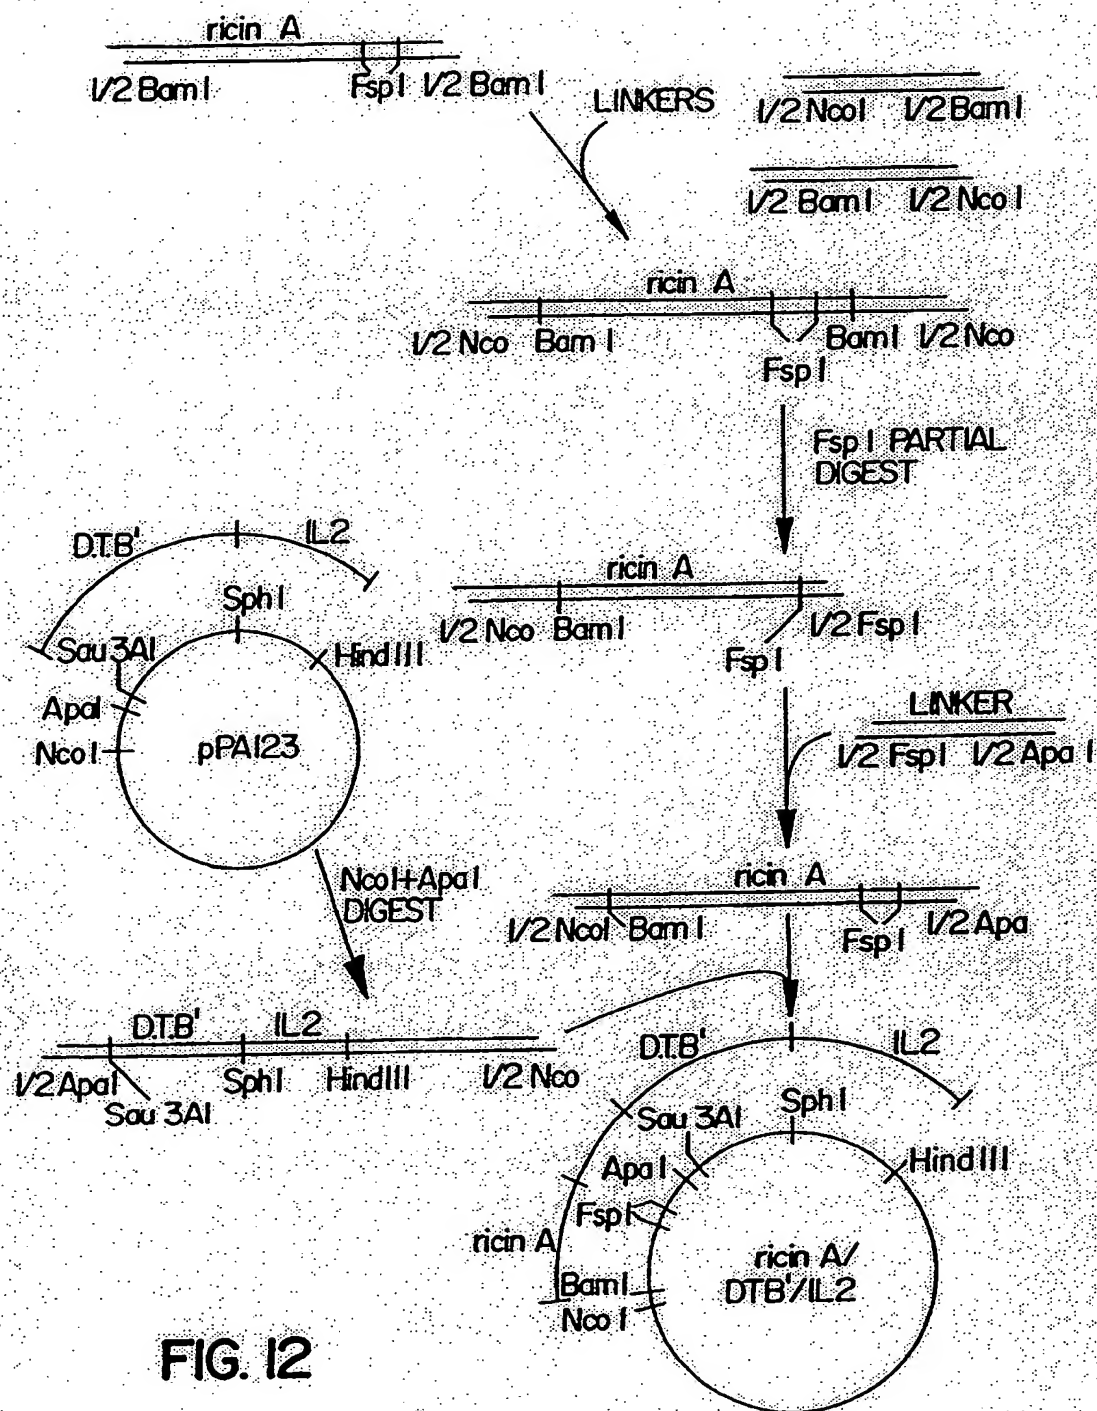 ricin A
1/2 Bam I
Fsp I
1/2 Bam I
LINKERS
1/2 Nco I
1/2 Bam I
1/2 Bam I
1/2 Nco I
ricin A
1/2 Nco
Bam I
Fsp I
Bam I
1/2 Nco
Fsp I PARTIAL
DIGEST
D.T.B'
IL2
Sph I
Sau 3AI
Hind III
Apa I
Nco I
pPA123
ricin A
1/2 Nco
Bam I
1/2 Fsp I
Fsp I
LINKER
1/2 Fsp I
1/2 Apa I
Nco I+Apa I
DIGEST
ricin A
1/2 Nco I
Bam I
Fsp I
1/2 Apa
D.T.B'
IL2
1/2 Apa I
Sph I
Hind III
1/2 Nco
Sau 3AI
D.T.B'
IL2
Sph I
Sau 3AI
Hind III
Apa I
Fsp I
ricin A
Bam I
Nco I
ricin A/
DTB'/IL2
FIG. 12